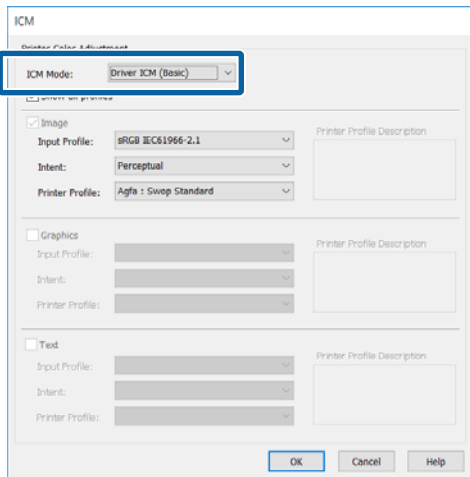 ICM
Printer Color Adjustment
ICM Mode: Driver ICM (Basic)
Show all profiles
Image
Input Profile: sRGB IEC61966-2.1
Intent: Perceptual
Printer Profile: Agfa : Swop Standard
Printer Profile Description
Graphics
Input Profile:
Intent:
Printer Profile:
Printer Profile Description
Text
Input Profile:
Intent:
Printer Profile:
Printer Profile Description
OK Cancel Help